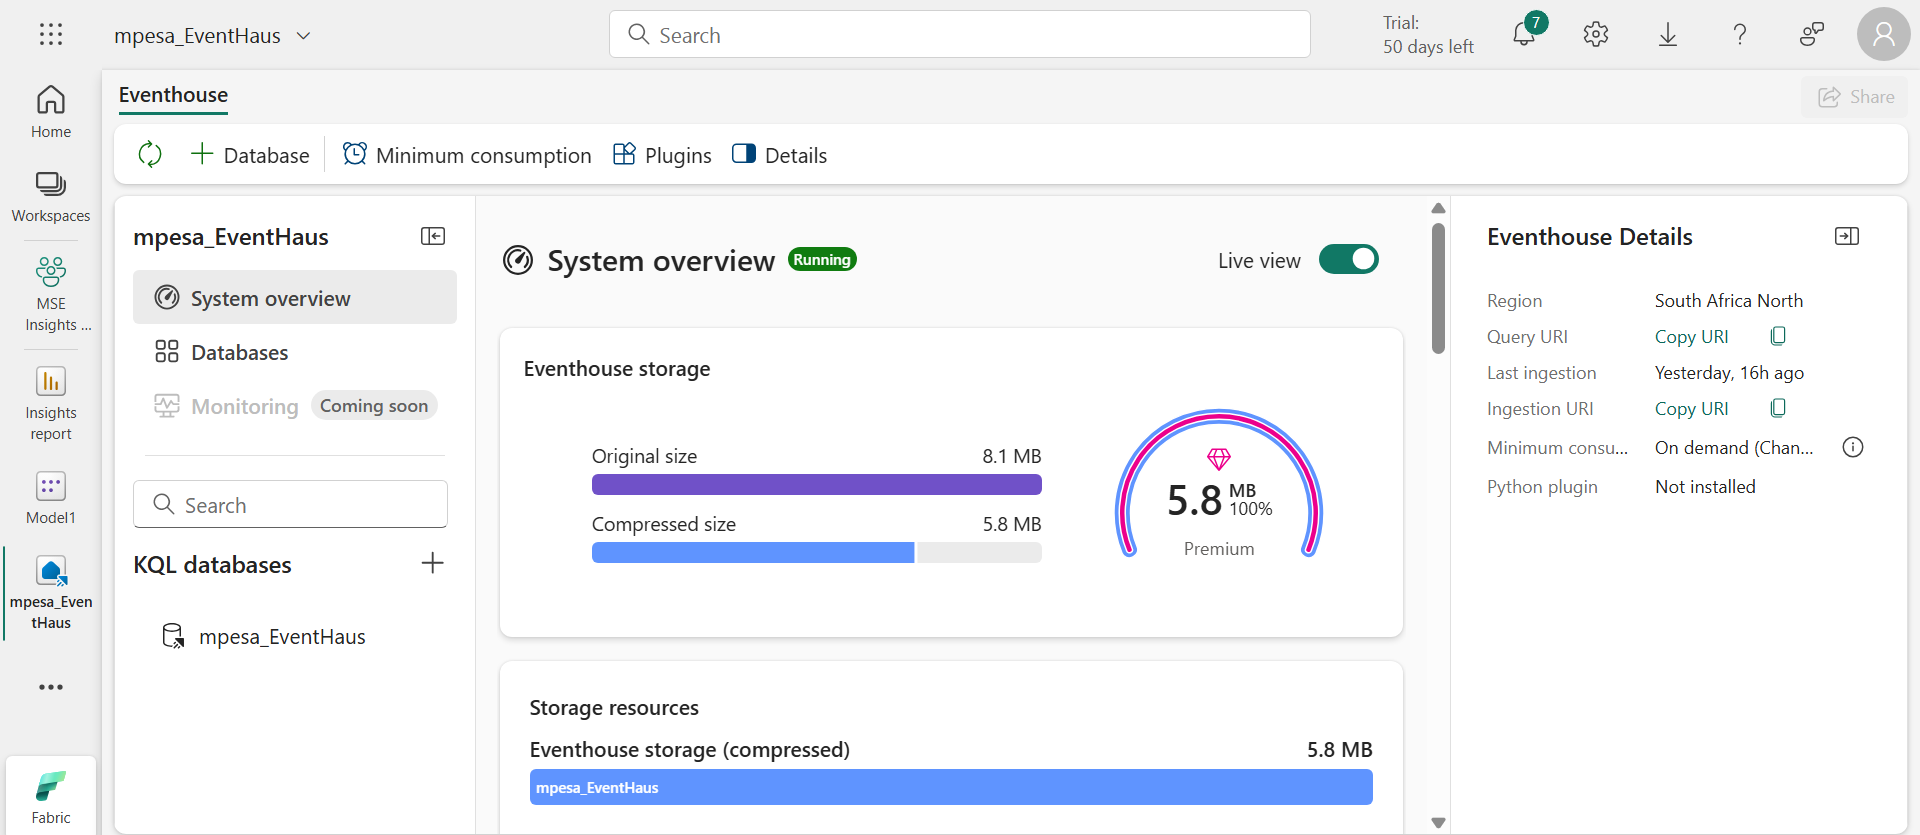 mpesa_EventHaus
Search
Trial:
50 days left
7
Home
Workspaces
MSE
Insights ...
Insights
report
Model1
mpesa_Even
tHaus
Fabric
Eventhouse
Share
Database
Minimum consumption
Plugins
Details
mpesa_EventHaus
System overview
Databases
Monitoring
Coming soon
Search
KQL databases
mpesa_EventHaus
System overview
Running
Live view
Eventhouse storage
Original size 8.1 MB
Compressed size 5.8 MB
5.8 MB
100%
Premium
Storage resources
Eventhouse storage (compressed) 5.8 MB
mpesa_EventHaus
Eventhouse Details
Region South Africa North
Query URI Copy URI
Last ingestion Yesterday, 16h ago
Ingestion URI Copy URI
Minimum consu... On demand (Chan...
Python plugin Not installed